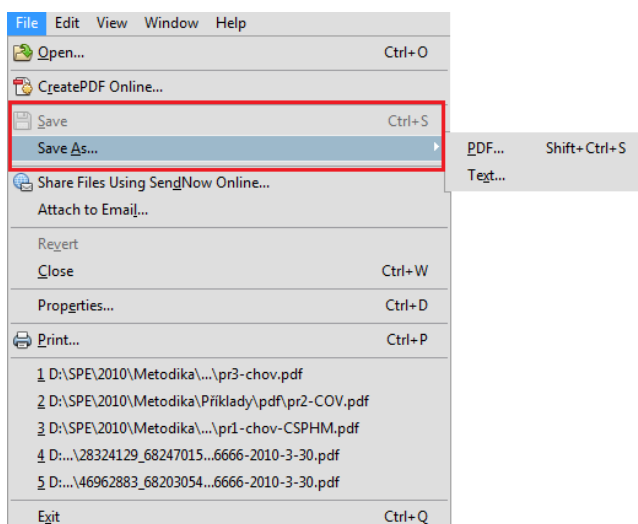 File Edit View Window Help
Open... Ctrl+O
CreatePDF Online...
Save Ctrl+S
Save As...
PDF... Shift+Ctrl+S
Text...
Share Files Using SendNow Online...
Attach to Email...
Revert
Close Ctrl+W
Properties... Ctrl+D
Print... Ctrl+P
1 D:\SPE\2010\Metodika\...\pr3-chov.pdf
2 D:\SPE\2010\Metodika\Příklady\pdf\pr2-COV.pdf
3 D:\SPE\2010\Metodika\...\pr1-chov-CSPHM.pdf
4 D:...\28324129_68247015...6666-2010-3-30.pdf
5 D:...\46962883_68203054...6666-2010-3-30.pdf
Exit Ctrl+Q